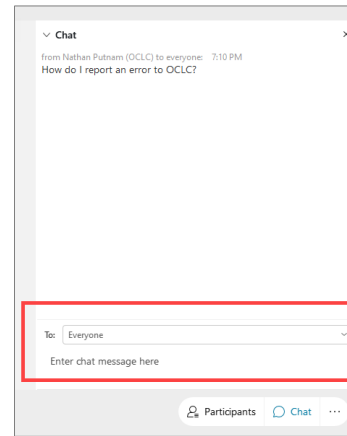 Chat
from Nathan Putnam (OCLC) to everyone: 7:10 PM
How do I report an error to OCLC?
To: Everyone
Enter chat message here
Participants Chat